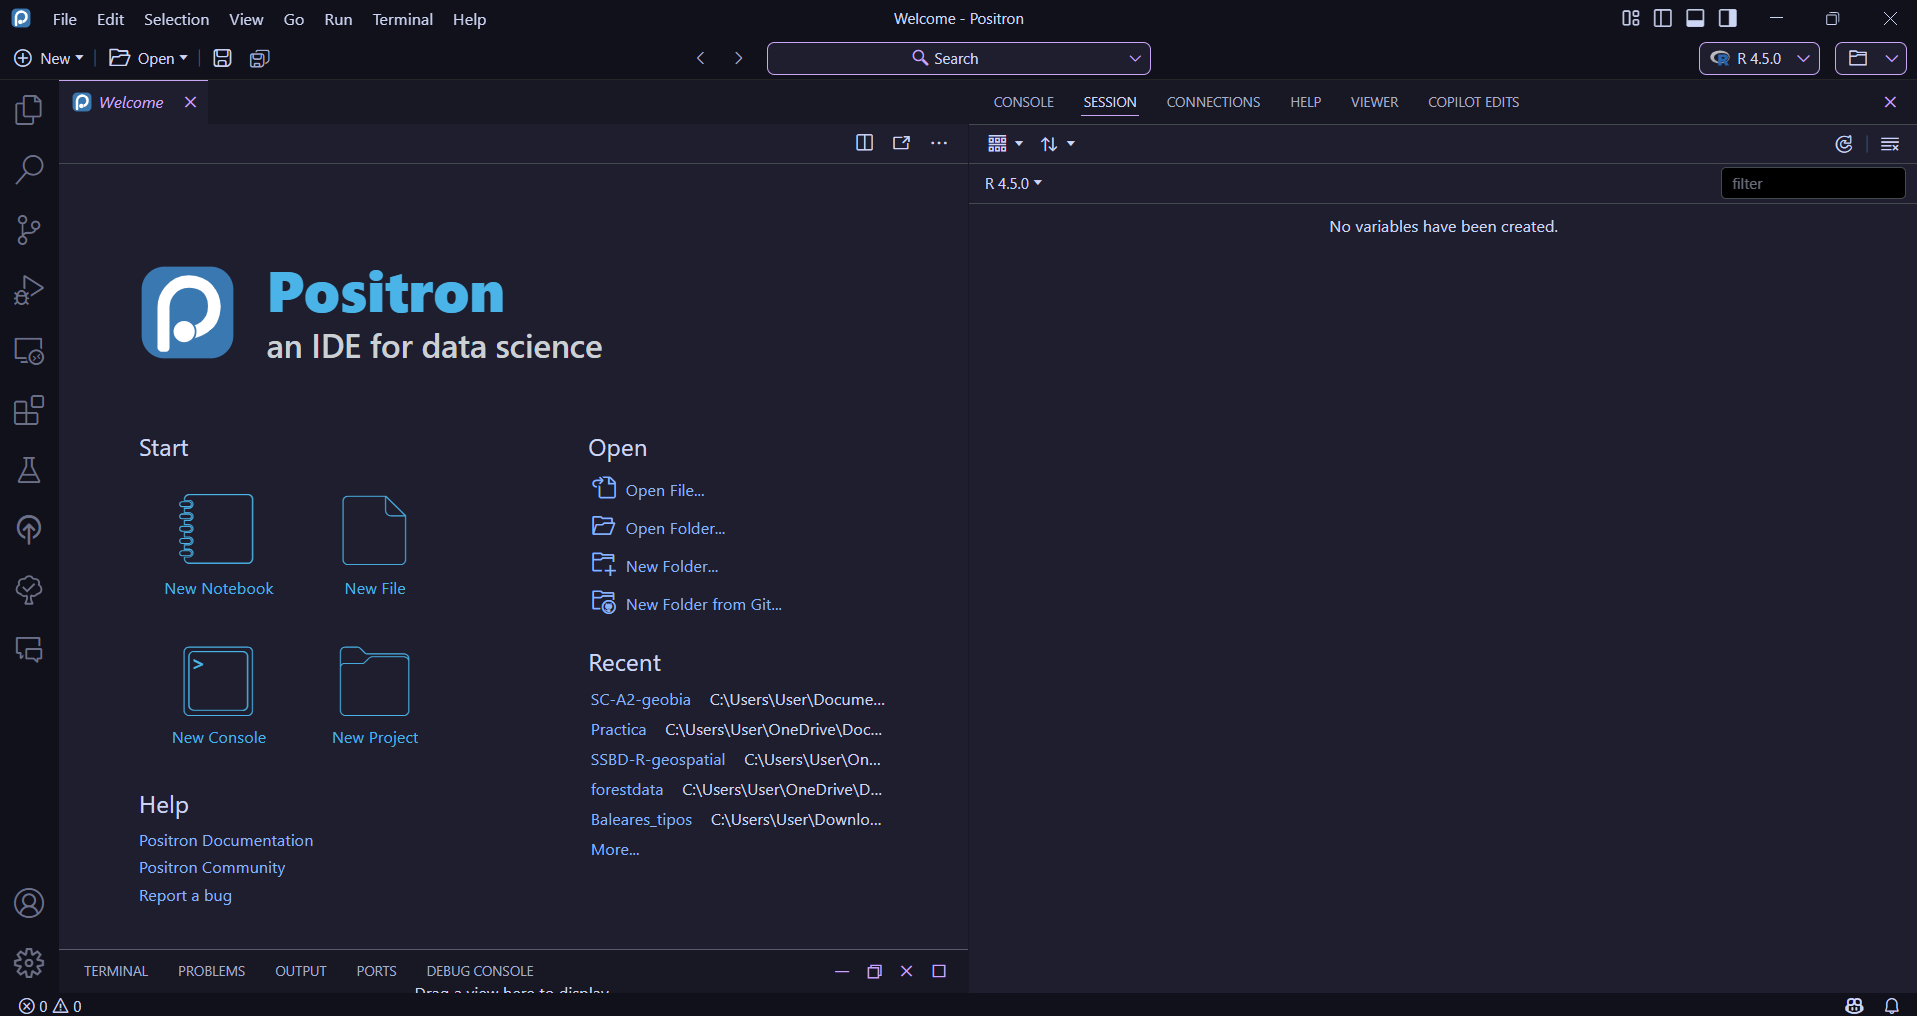 File Edit Selection View Go Run Terminal Help
Welcome - Positron
New Open
Search
R 4.5.0
Welcome
CONSOLE SESSION CONNECTIONS HELP VIEWER COPILOT EDITS
R 4.5.0
filter
No variables have been created.
Positron
an IDE for data science
Start
New Notebook
New File
New Console
New Project
Help
Positron Documentation
Positron Community
Report a bug
Open
Open File...
Open Folder...
New Folder...
New Folder from Git...
Recent
SC-A2-geobia C:\Users\User\Docume...
Practica C:\Users\User\OneDrive\Doc...
SSBD-R-geospatial C:\Users\User\On...
forestdata C:\Users\User\OneDrive\D...
Baleares_tipos C:\Users\User\Downlo...
More...
TERMINAL PROBLEMS OUTPUT PORTS DEBUG CONSOLE
Drag a view here to display
0 0